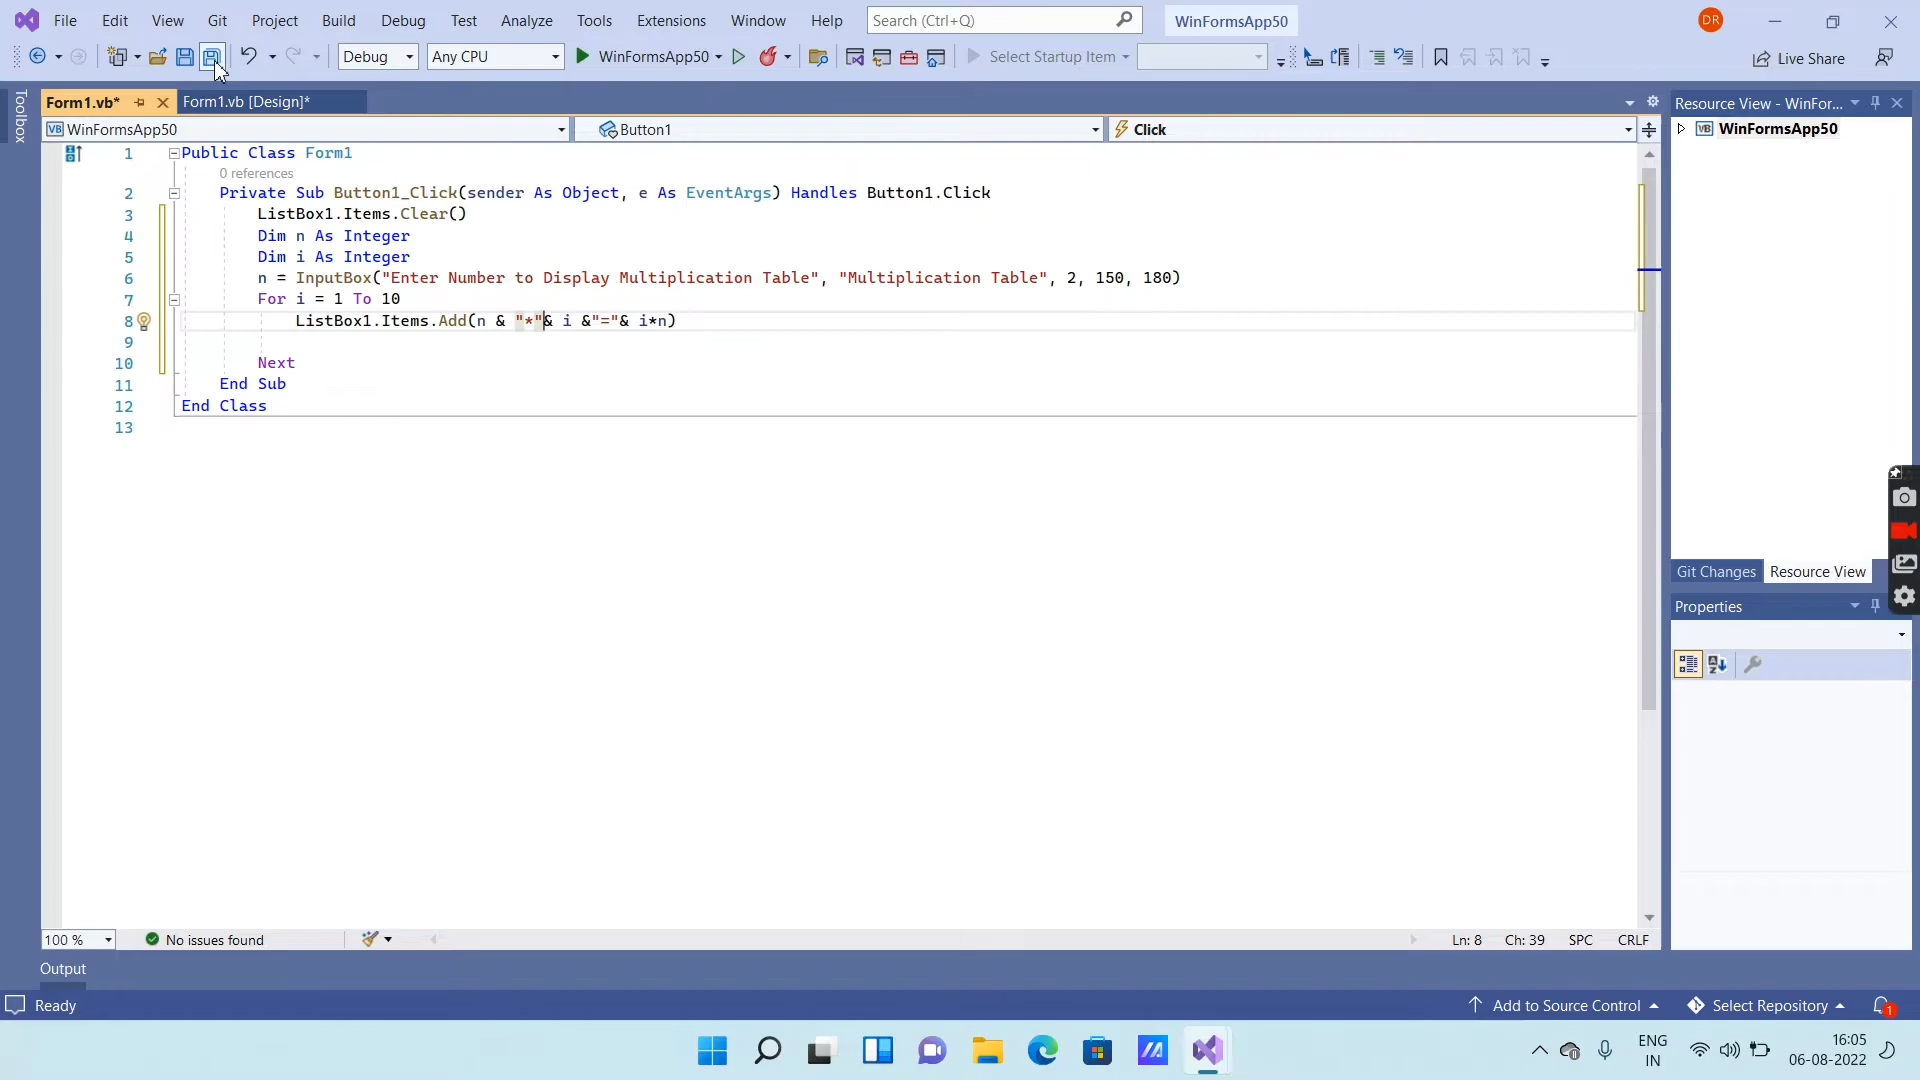 File Edit View Git Project Build Debug Test Analyze Tools Extensions Window Help Search (Ctrl+Q) WinFormsApp50 DR
Debug Any CPU WinFormsApp50 Select Startup Item Live Share
Toolbox
Form1.vb* Form1.vb [Design]* Resource View - WinFor...
VB WinFormsApp50 Button1 Click VB WinFormsApp50
1 Public Class Form1
0 references
2 Private Sub Button1_Click(sender As Object, e As EventArgs) Handles Button1.Click
3 ListBox1.Items.Clear()
4 Dim n As Integer
5 Dim i As Integer
6 n = InputBox("Enter Number to Display Multiplication Table", "Multiplication Table", 2, 150, 180)
7 For i = 1 To 10
8 ListBox1.Items.Add(n & "*"& i &"="& i*n)
9
10 Next
11 End Sub
12 End Class
13
Git Changes Resource View
Properties
100 % No issues found Ln: 8 Ch: 39 SPC CRLF
Output
Ready Add to Source Control Select Repository 1
ENG
IN
16:05
06-08-2022